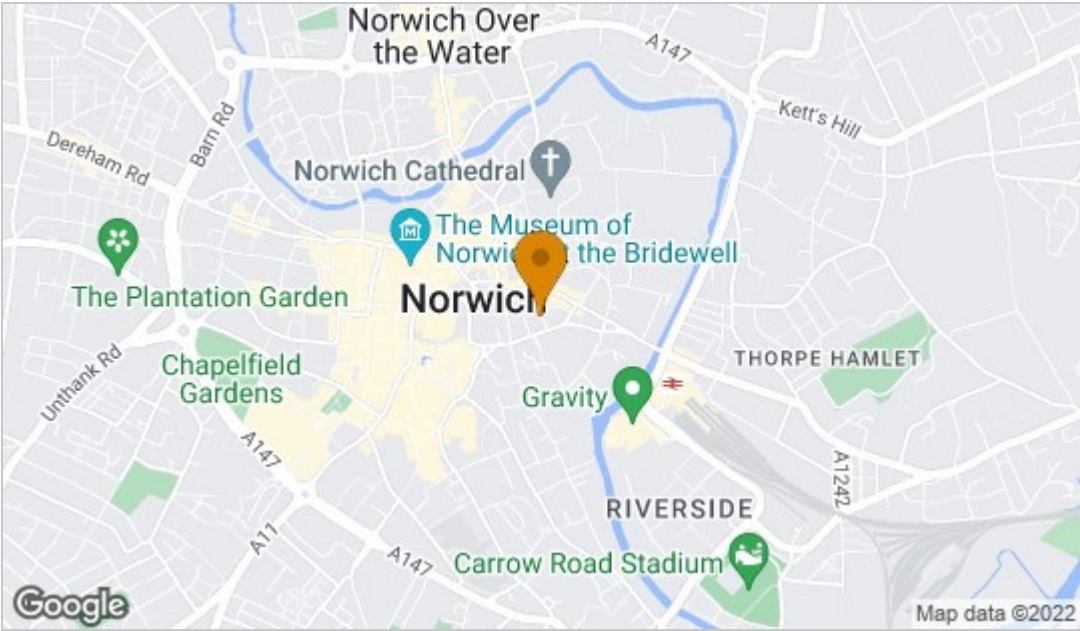 Norwich Over
the Water
A147
Kett's Hill
Barn Rd
Dereham Rd
Norwich Cathedral
The Museum of
Norwich at the Bridewell
The Plantation Garden
Norwich
THORPE HAMLET
Chapelfield
Gardens
Unthank Rd
Gravity
A147
A1242
RIVERSIDE
A11
A147
Carrow Road Stadium
Google
Map data ©2022